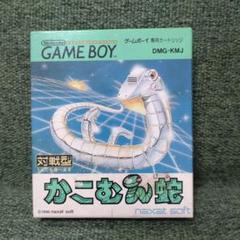 Nintendo
GAME BOY
ゲームボーイ専用カートリッジ
DMG-KMJ
対戦型
かこむ蛇
naxat soft